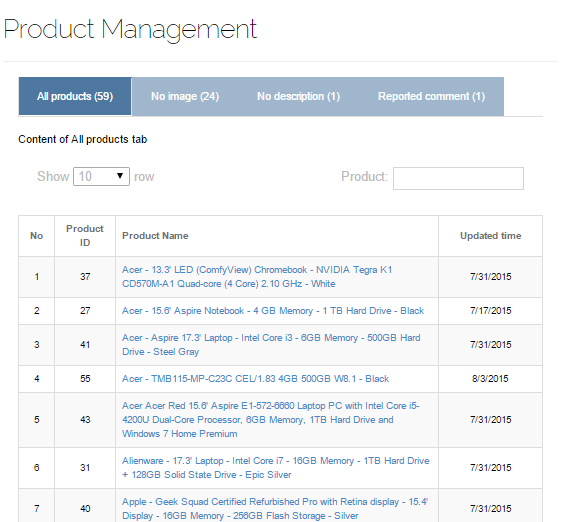 Product Management
All products (59) No image (24) No description (1) Reported comment (1)
Content of All products tab
Show 10 row Product:
No Product ID Product Name Updated time
1 37 Acer - 13.3' LED (ComfyView) Chromebook - NVIDIA Tegra K1
CD570M-A1 Quad-core (4 Core) 2.10 GHz - White 7/31/2015
2 27 Acer - 15.6' Aspire Notebook - 4 GB Memory - 1 TB Hard Drive - Black 7/17/2015
3 41 Acer - Aspire 17.3' Laptop - Intel Core i3 - 6GB Memory - 500GB Hard
Drive - Steel Gray 7/31/2015
4 55 Acer - TMB115-MP-C23C CEL/1.83 4GB 500GB W8.1 - Black 8/3/2015
5 43 Acer Acer Red 15.6' Aspire E1-572-6660 Laptop PC with Intel Core i5-
4200U Dual-Core Processor, 6GB Memory, 1TB Hard Drive and
Windows 7 Home Premium 7/31/2015
6 31 Alienware - 17.3' Laptop - Intel Core i7 - 16GB Memory - 1TB Hard Drive
+ 128GB Solid State Drive - Epic Silver 7/31/2015
7 40 Apple - Geek Squad Certified Refurbished Pro with Retina display - 15.4'
Display - 16GB Memory - 256GB Flash Storage - Silver 7/31/2015